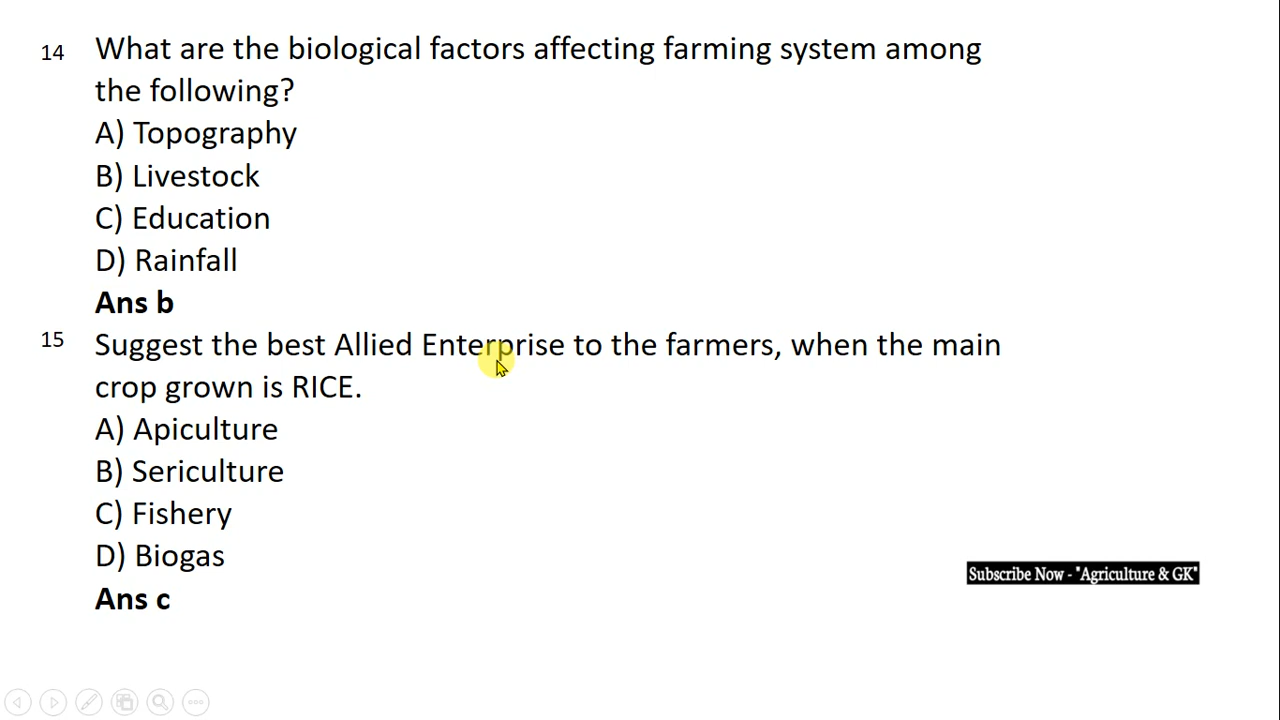 14 What are the biological factors affecting farming system among
the following?
A) Topography
B) Livestock
C) Education
D) Rainfall
Ans b
15 Suggest the best Allied Enterprise to the farmers, when the main
crop grown is RICE.
A) Apiculture
B) Sericulture
C) Fishery
D) Biogas
Subscribe Now - "Agriculture & GK"
Ans c